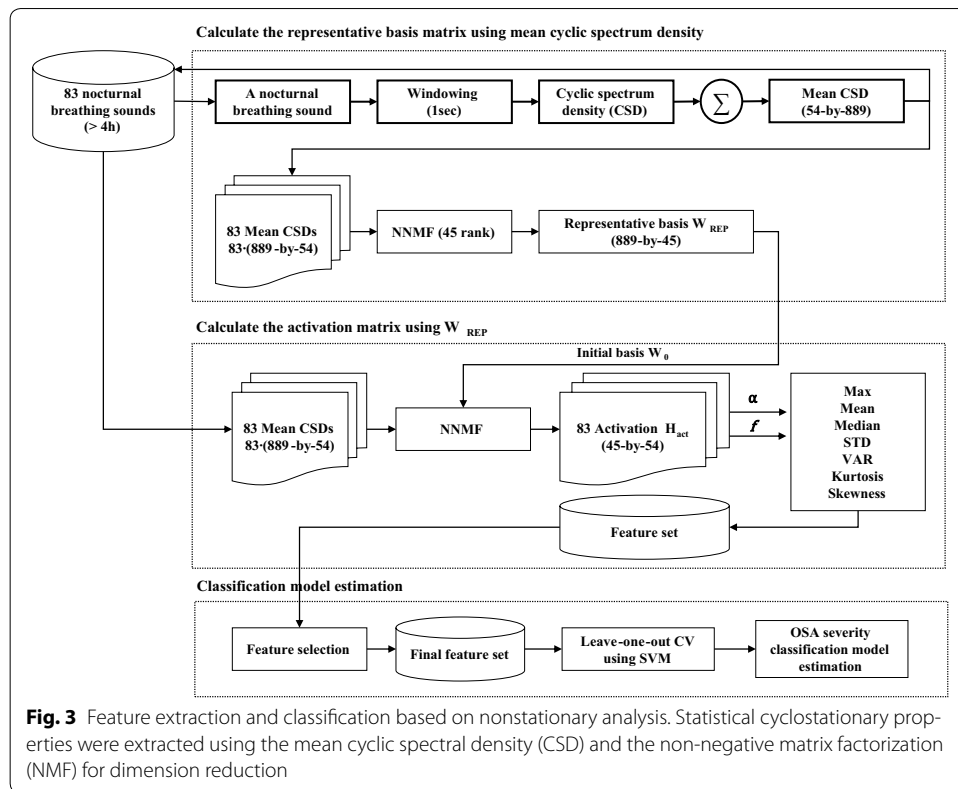 Calculate the representative basis matrix using mean cyclic spectrum density
83 nocturnal
breathing sounds
(> 4h)
A nocturnal
breathing sound
Windowing
(1sec)
Cyclic spectrum
density (CSD)
∑
Mean CSD
(54-by-889)
83 Mean CSDs
83·(889-by-54)
NNMF (45 rank)
Representative basis W REP
(889-by-45)
Calculate the activation matrix using W REP
Initial basis W0
83 Mean CSDs
83·(889-by-54)
NNMF
83 Activation Hact
(45-by-54)
α
f
Max
Mean
Median
STD
VAR
Kurtosis
Skewness
Feature set
Classification model estimation
Feature selection
Final feature set
Leave-one-out CV
using SVM
OSA severity
classification model
estimation
Fig. 3 Feature extraction and classification based on nonstationary analysis. Statistical cyclostationary prop-
erties were extracted using the mean cyclic spectral density (CSD) and the non-negative matrix factorization
(NMF) for dimension reduction